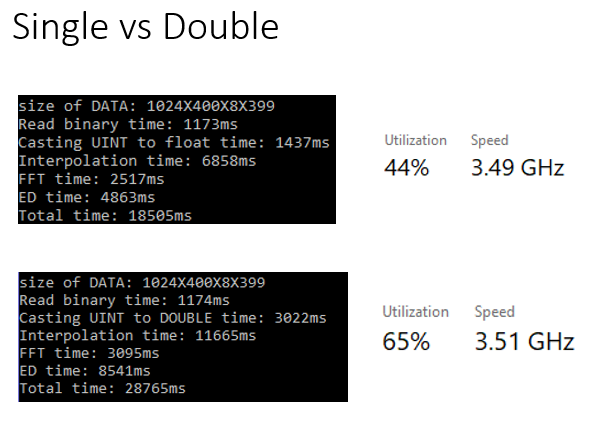 Single vs Double
size of DATA: 1024X400X8X399
Read binary time: 1173ms
Casting UINT to float time: 1437ms
Interpolation time: 6858ms
FFT time: 2517ms
ED time: 4863ms
Total time: 18505ms
Utilization Speed
44% 3.49 GHz
size of DATA: 1024X400X8X399
Read binary time: 1174ms
Casting UINT to DOUBLE time: 3022ms
Interpolation time: 11665ms
FFT time: 3095ms
ED time: 8541ms
Total time: 28765ms
Utilization Speed
65% 3.51 GHz